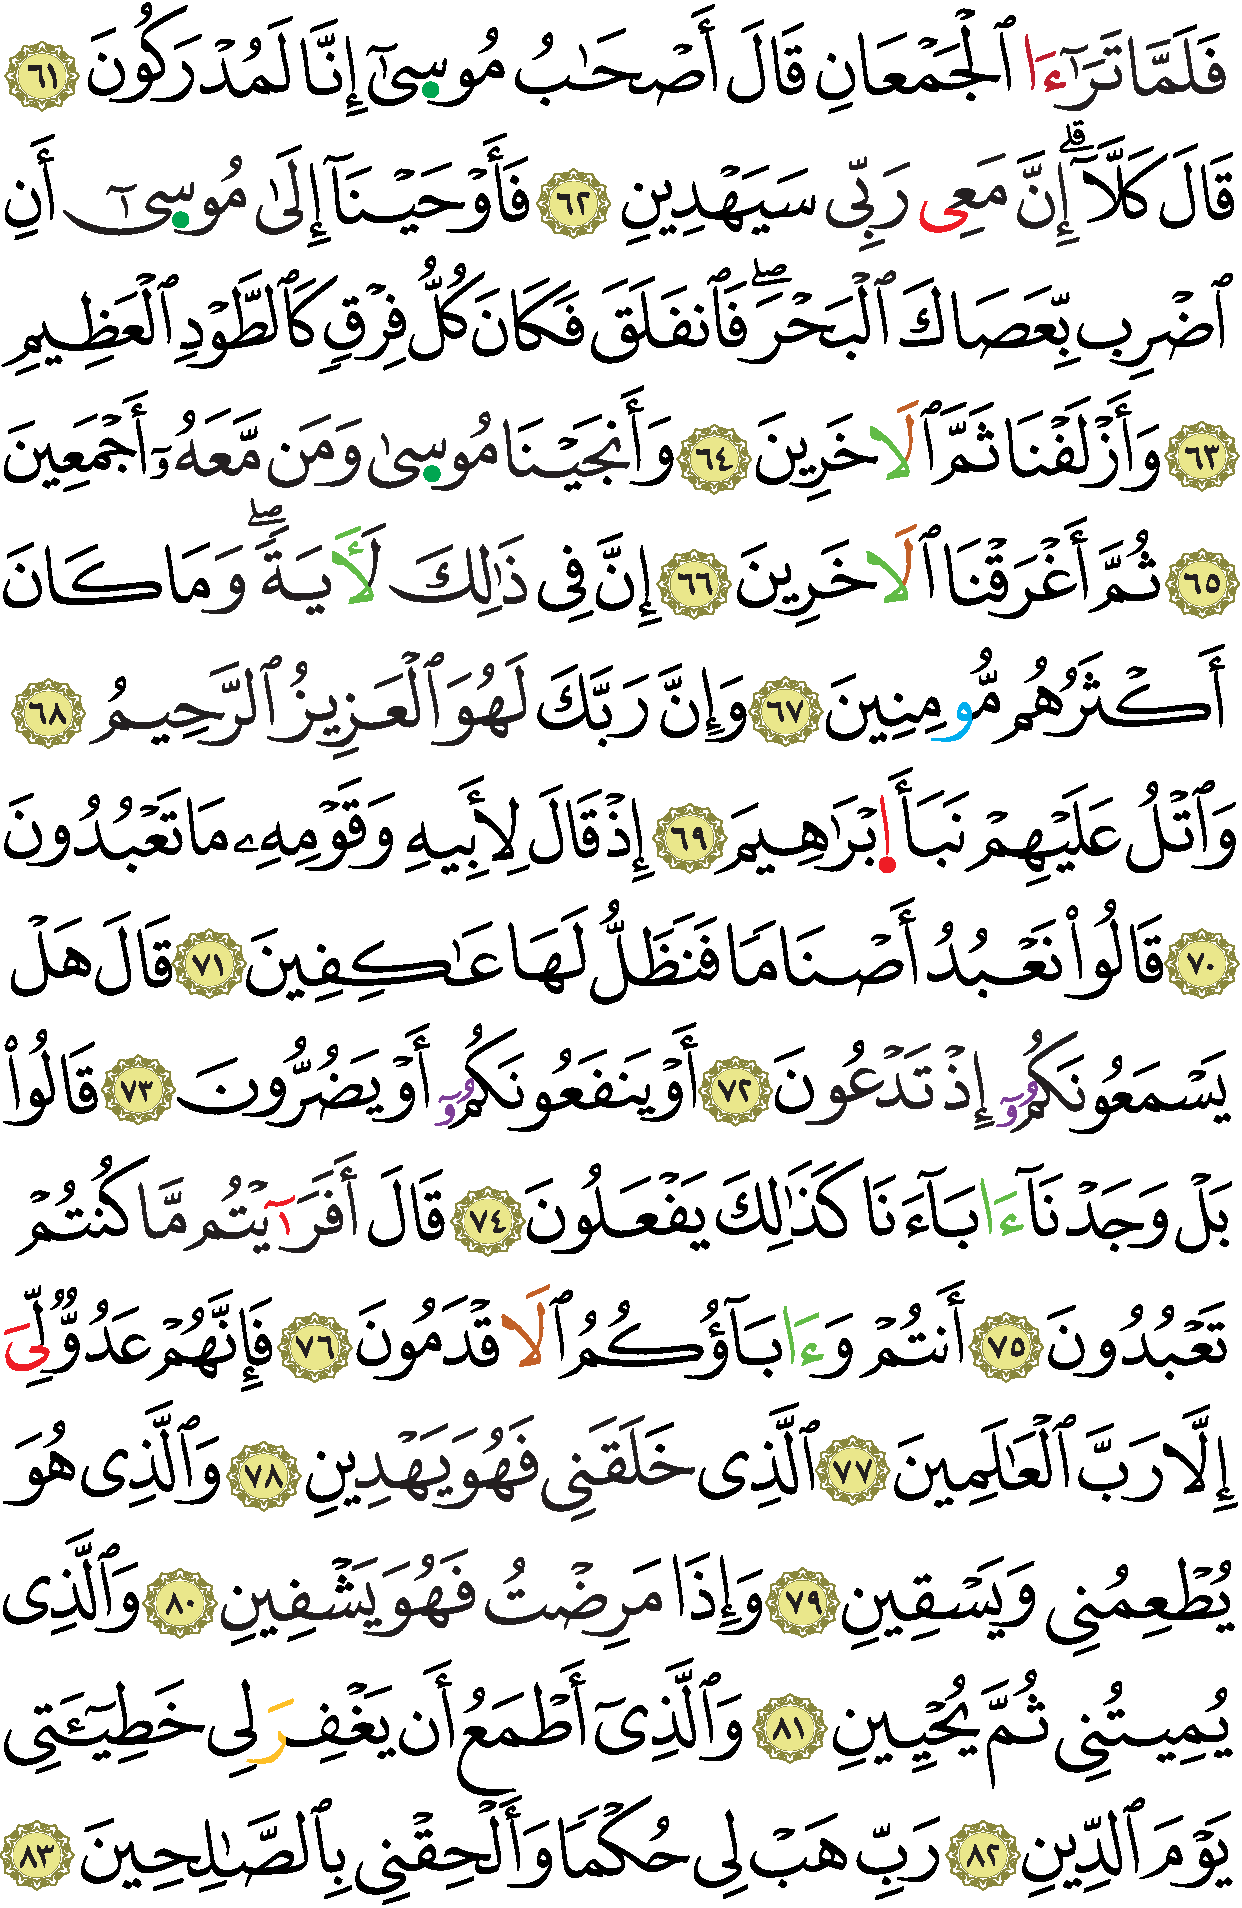 فَلَمَّا تَرَٰٓءَا ٱلْجَمْعَانِ قَالَ أَصْحَٰبُ مُوسِىٰٓ إِنَّا لَمُدْرَكُونَ ٦١
قَالَ كَلَّآ ۖ إِنَّ مَعِى رَبِّى سَيَهْدِينِ ٦٢ فَأَوْحَيْنَآ إِلَىٰ مُوسِىٰٓ أَنِ
ٱضْرِب بِّعَصَاكَ ٱلْبَحْرَ ۖ فَٱنفَلَقَ فَكَانَ كُلُّ فِرْقٍ كَٱلطَّوْدِ ٱلْعَظِيمِ
٦٣ وَأَزْلَفْنَا ثَمَّ ٱلَاخَرِينَ ٦٤ وَأَنجَيْنَا مُوسِىٰ وَمَن مَّعَهُۥٓ أَجْمَعِينَ
٦٥ ثُمَّ أَغْرَقْنَا ٱلَاخَرِينَ ٦٦ إِنَّ فِى ذَٰلِكَ لَأٓيَةً ۖ وَمَا كَانَ
أَكْثَرُهُم مُّومِنِينَ ٦٧ وَإِنَّ رَبَّكَ لَهُوَ ٱلْعَزِيزُ ٱلرَّحِيمُ ٦٨
وَٱتْلُ عَلَيْهِمْ نَبَأَ اِبْرَٰهِيمَ ٦٩ إِذْ قَالَ لِأَبِيهِ وَقَوْمِهِۦ مَا تَعْبُدُونَ
٧٠ قَالُوا۟ نَعْبُدُ أَصْنَامًا فَنَظَلُّ لَهَا عَٰكِفِينَ ٧١ قَالَ هَلْ
يَسْمَعُونَكُمُۥٓ إِذْ تَدْعُونَ ٧٢ أَوْ يَنفَعُونَكُمُۥٓ أَوْ يَضُرُّونَ ٧٣ قَالُوا۟
بَلْ وَجَدْنَآ ءَابَآءَنَا كَذَٰلِكَ يَفْعَلُونَ ٧٤ قَالَ أَفَرَآيْتُم مَّا كُنتُمْ
تَعْبُدُونَ ٧٥ أَنتُمْ وَءَابَآؤُكُمُ ٱلَاقْدَمُونَ ٧٦ فَإِنَّهُمْ عَدُوٌّ لِّىَ
إِلَّا رَبَّ ٱلْعَٰلَمِينَ ٧٧ ٱلَّذِى خَلَقَنِى فَهُوَ يَهْدِينِ ٧٨ وَٱلَّذِى هُوَ
يُطْعِمُنِى وَيَسْقِينِ ٧٩ وَإِذَا مَرِضْتُ فَهُوَ يَشْفِينِ ٨٠ وَٱلَّذِى
يُمِيتُنِى ثُمَّ يُحْيِينِ ٨١ وَٱلَّذِىٓ أَطْمَعُ أَن يَغْفِرَ لِى خَطِيٓـَٔتِى
يَوْمَ ٱلدِّينِ ٨٢ رَبِّ هَبْ لِى حُكْمًا وَأَلْحِقْنِى بِٱلصَّٰلِحِينَ ٨٣